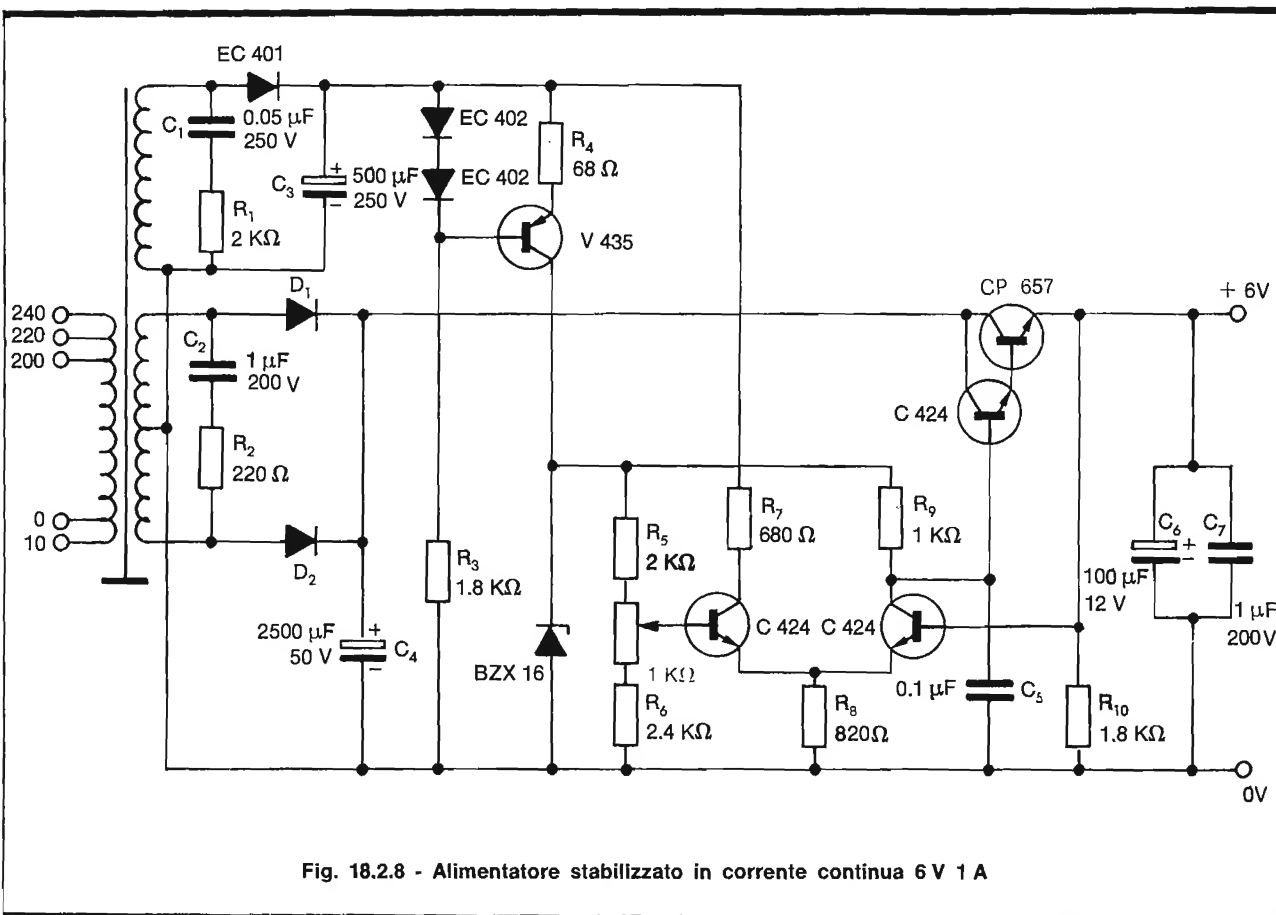 EC 401
C1
0.05 µF
250 V
R1
2 KΩ
C3
+
500 µF
250 V
−
EC 402
EC 402
R4
68 Ω
V 435
240
220
200
0
10
D1
C2
1 µF
200 V
R2
220 Ω
D2
2500 µF
50 V
+
−
C4
R3
1.8 KΩ
BZX 16
R5
2 KΩ
1 KΩ
R6
2.4 KΩ
R7
680 Ω
C 424
C 424
R8
820Ω
R9
1 KΩ
CP 657
C 424
0.1 µF
C5
R10
1.8 KΩ
C6
+
−
100 µF
12 V
C7
1 µF
200V
+ 6V
0V
Fig. 18.2.8 - Alimentatore stabilizzato in corrente continua 6 V 1 A